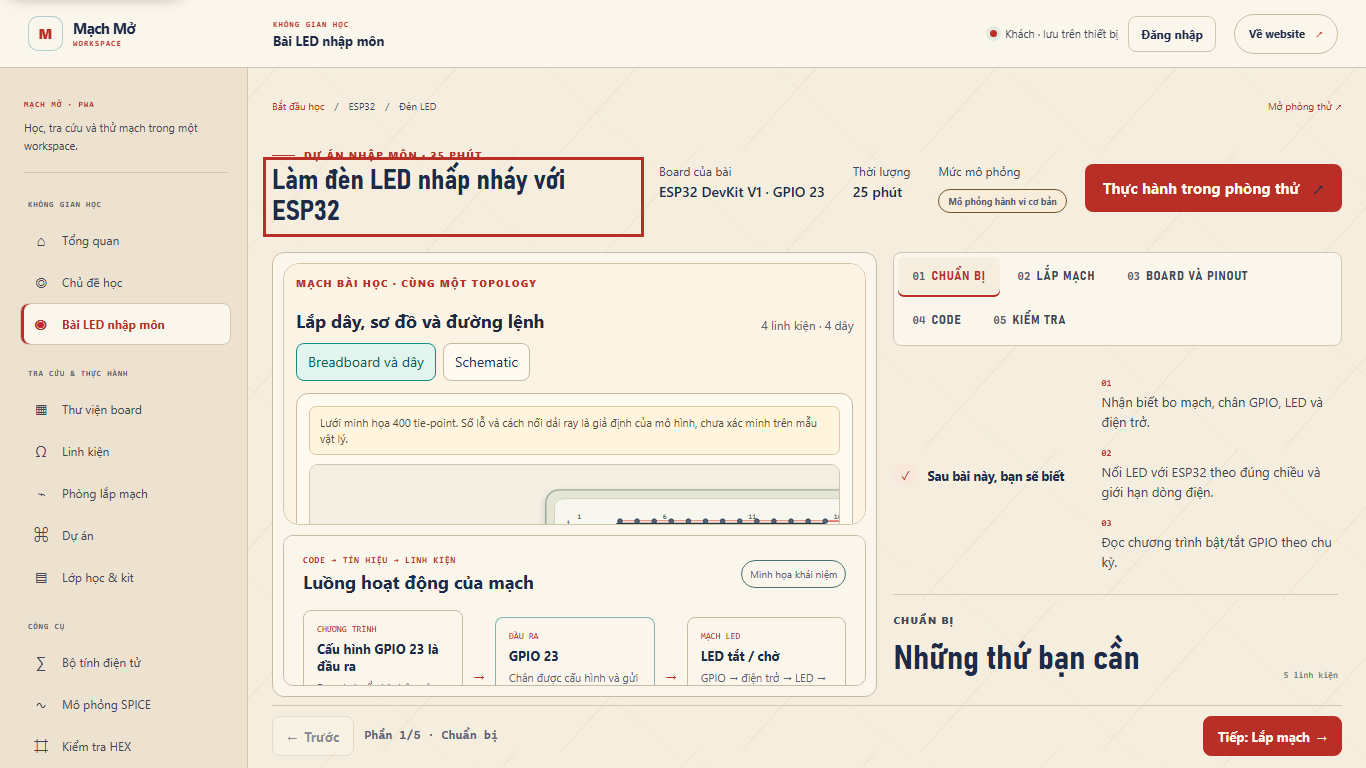 M
Mạch Mở
WORKSPACE
KHÔNG GIAN HỌC
Bài LED nhập môn
Khách · lưu trên thiết bị
Đăng nhập
Về website ↗
MẠCH MỞ · PWA
Học, tra cứu và thử mạch trong một
workspace.
KHÔNG GIAN HỌC
Tổng quan
Chủ đề học
Bài LED nhập môn
TRA CỨU & THỰC HÀNH
Thư viện board
Linh kiện
Phòng lắp mạch
Dự án
Lớp học & kit
CÔNG CỤ
Bộ tính điện tử
Mô phỏng SPICE
Kiểm tra HEX
Bắt đầu học / ESP32 / Đèn LED
Mở phòng thử ↗
DỰ ÁN NHẬP MÔN · 25 PHÚT
Làm đèn LED nhấp nháy với
ESP32
Board của bài
ESP32 DevKit V1 · GPIO 23
Thời lượng
25 phút
Mức mô phỏng
Mô phỏng hành vi cơ bản
Thực hành trong phòng thử ↗
MẠCH BÀI HỌC · CÙNG MỘT TOPOLOGY
Lắp dây, sơ đồ và đường lệnh
4 linh kiện · 4 dây
Breadboard và dây
Schematic
Lưới minh họa 400 tie-point. Số lỗ và cách nối dải ray là giả định của mô hình, chưa xác minh trên mẫu
vật lý.
1 6 11
CODE → TÍN HIỆU → LINH KIỆN
Luồng hoạt động của mạch
Minh họa khái niệm
CHƯƠNG TRÌNH
Cấu hình GPIO 23 là
đầu ra
→
ĐẦU RA
GPIO 23
Chân được cấu hình và gửi
→
MẠCH LED
LED tắt / chờ
GPIO → điện trở → LED →
01 CHUẨN BỊ
02 LẮP MẠCH
03 BOARD VÀ PINOUT
04 CODE
05 KIỂM TRA
✓ Sau bài này, bạn sẽ biết
01
Nhận biết bo mạch, chân GPIO, LED và
điện trở.
02
Nối LED với ESP32 theo đúng chiều và
giới hạn dòng điện.
03
Đọc chương trình bật/tắt GPIO theo chu
kỳ.
CHUẨN BỊ
Những thứ bạn cần
5 linh kiện
← Trước
Phần 1/5 · Chuẩn bị
Tiếp: Lắp mạch →